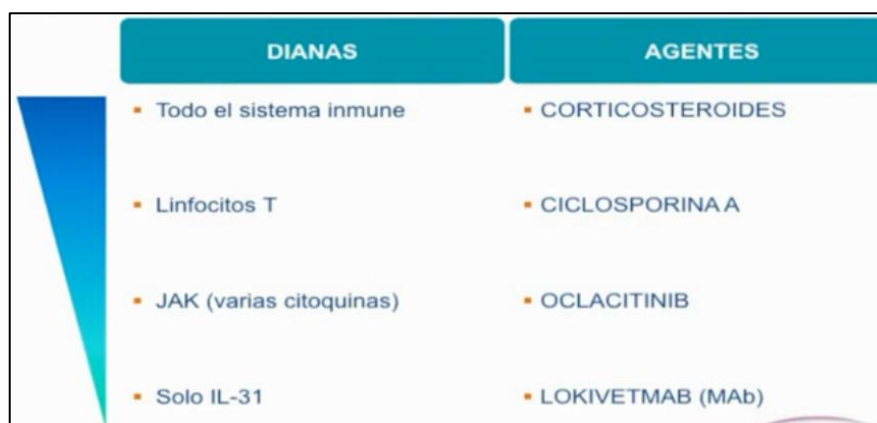 DIANAS AGENTES
▪ Todo el sistema inmune ▪ CORTICOSTEROIDES
▪ Linfocitos T ▪ CICLOSPORINA A
▪ JAK (varias citoquinas) ▪ OCLACITINIB
▪ Solo IL-31 ▪ LOKIVETMAB (MAb)